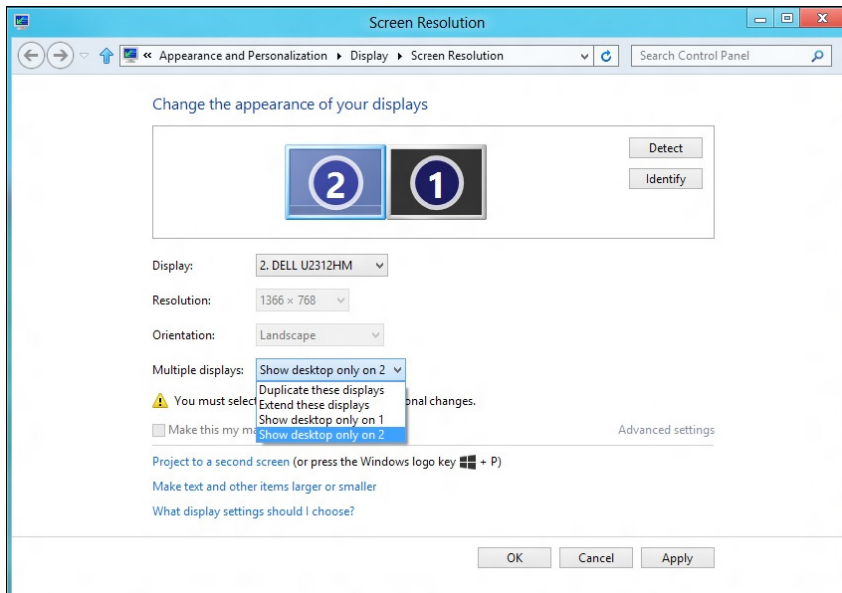 Screen Resolution
« Appearance and Personalization Display Screen Resolution Search Control Panel
Change the appearance of your displays
2 1
Detect
Identify
Display: 2. DELL U2312HM
Resolution: 1366 × 768
Orientation: Landscape
Multiple displays: Show desktop only on 2
Duplicate these displays
You must selec onal changes.
Extend these displays
Show desktop only on 1
Make this my ma Advanced settings
Show desktop only on 2
Project to a second screen (or press the Windows logo key + P)
Make text and other items larger or smaller
What display settings should I choose?
OK Cancel Apply